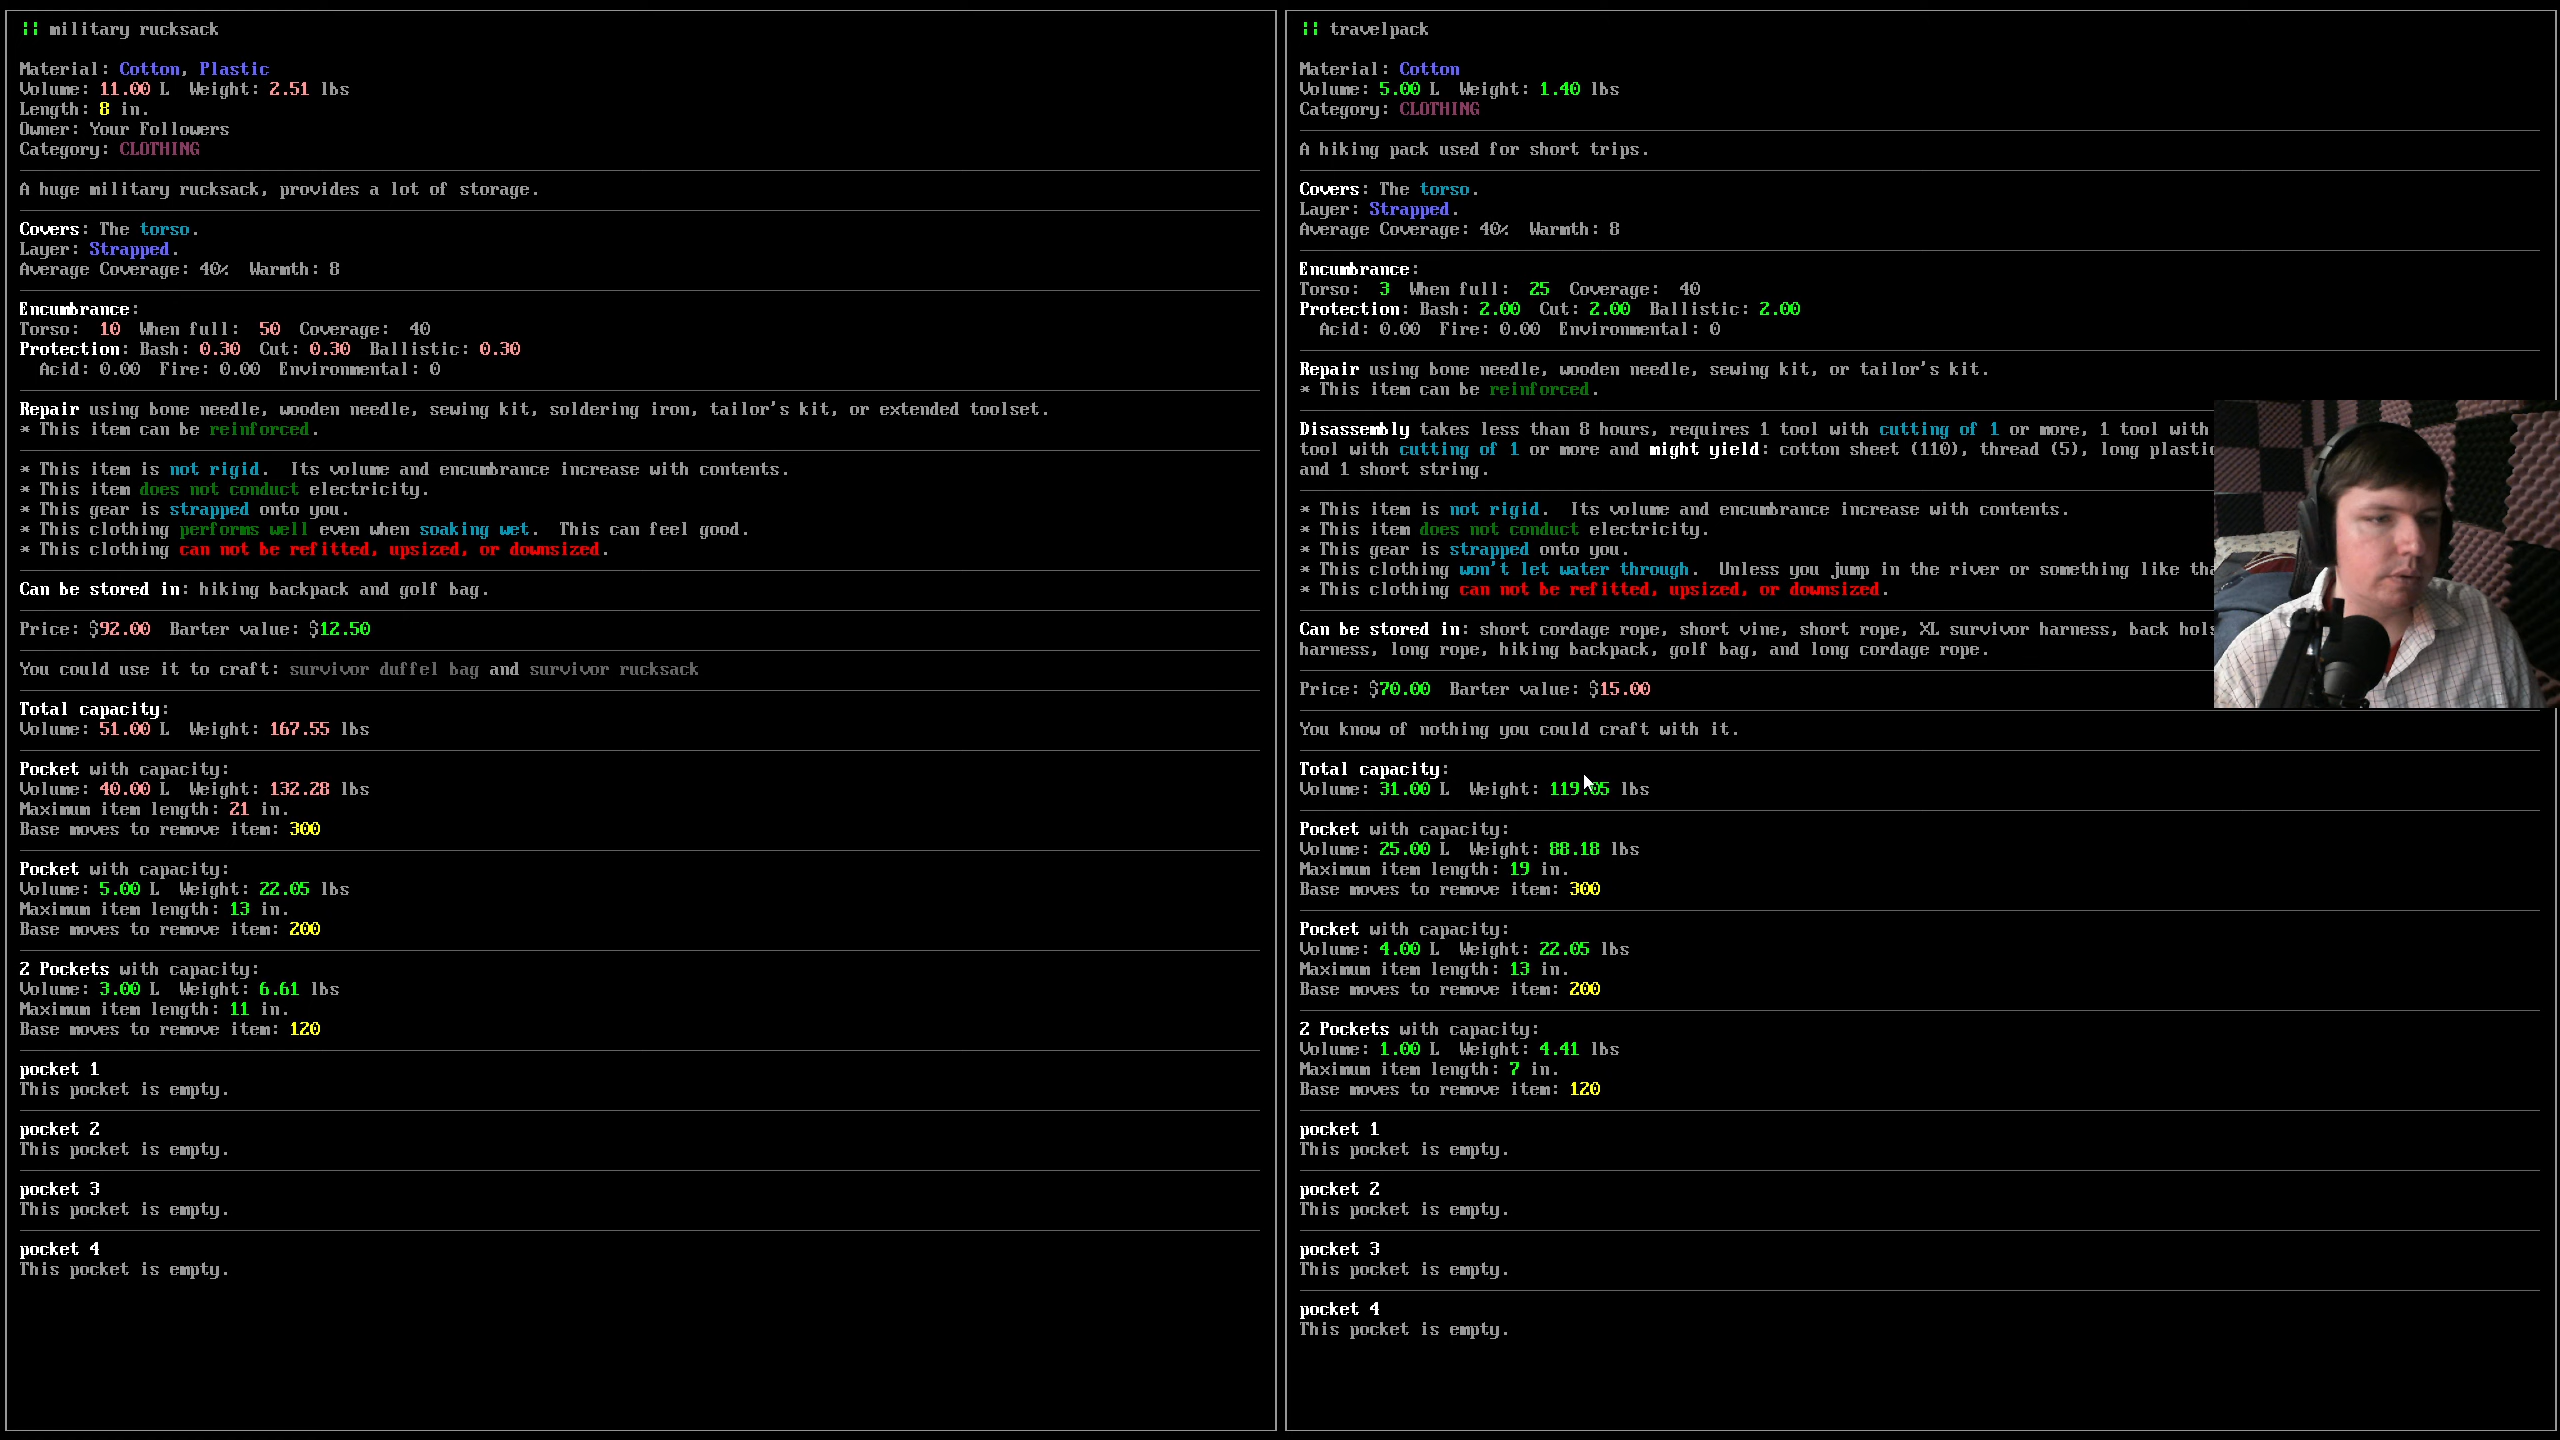 military rucksack
Material: Cotton, Plastic
Volume: 11.00 L  Weight: 2.51 lbs
Length: 8 in.
Owner: Your Followers
Category: CLOTHING
A huge military rucksack, provides a lot of storage.
Covers: The torso.
Layer: Strapped.
Average Coverage: 40%  Warmth: 8
Encumbrance:
Torso:  10  When full:  50  Coverage:  40
Protection: Bash: 0.30  Cut: 0.30  Ballistic: 0.30
Acid: 0.00  Fire: 0.00  Environmental: 0
Repair using bone needle, wooden needle, sewing kit, soldering iron, tailor's kit, or extended toolset.
* This item can be reinforced.
* This item is not rigid.  Its volume and encumbrance increase with contents.
* This item does not conduct electricity.
* This gear is strapped onto you.
* This clothing performs well even when soaking wet.  This can feel good.
* This clothing can not be refitted, upsized, or downsized.
Can be stored in: hiking backpack and golf bag.
Price: $92.00  Barter value: $12.50
You could use it to craft: survivor duffel bag and survivor rucksack
Total capacity:
Volume: 51.00 L  Weight: 167.55 lbs
Pocket with capacity:
Volume: 40.00 L  Weight: 132.28 lbs
Maximum item length: 21 in.
Base moves to remove item: 300
Pocket with capacity:
Volume: 5.00 L  Weight: 22.05 lbs
Maximum item length: 13 in.
Base moves to remove item: 200
2 Pockets with capacity:
Volume: 3.00 L  Weight: 6.61 lbs
Maximum item length: 11 in.
Base moves to remove item: 120
pocket 1
This pocket is empty.
pocket 2
This pocket is empty.
pocket 3
This pocket is empty.
pocket 4
This pocket is empty.
travelpack
Material: Cotton
Volume: 5.00 L  Weight: 1.40 lbs
Category: CLOTHING
A hiking pack used for short trips.
Covers: The torso.
Layer: Strapped.
Average Coverage: 40%  Warmth: 8
Encumbrance:
Torso:  3  When full:  25  Coverage:  40
Protection: Bash: 2.00  Cut: 2.00  Ballistic: 2.00
Acid: 0.00  Fire: 0.00  Environmental: 0
Repair using bone needle, wooden needle, sewing kit, or tailor's kit.
* This item can be reinforced.
Disassembly takes less than 8 hours, requires 1 tool with cutting of 1 or more, 1 tool with
tool with cutting of 1 or more and might yield: cotton sheet (110), thread (5), long
and 1 short string.
* This item is not rigid.  Its volume and encumbrance increase with contents.
* This item does not conduct electricity.
* This gear is strapped onto you.
* This clothing won't let water through.  Unless you jump in the river or something like
* This clothing can not be refitted, upsized, or downsized.
Can be stored in: short cordage rope, short vine, short rope, XL survivor harness, back
harness, long rope, hiking backpack, golf bag, and long cordage rope.
Price: $70.00  Barter value: $15.00
You know of nothing you could craft with it.
Total capacity:
Volume: 31.00 L  Weight: 119.05 lbs
Pocket with capacity:
Volume: 25.00 L  Weight: 88.18 lbs
Maximum item length: 19 in.
Base moves to remove item: 300
Pocket with capacity:
Volume: 4.00 L  Weight: 22.05 lbs
Maximum item length: 13 in.
Base moves to remove item: 200
2 Pockets with capacity:
Volume: 1.00 L  Weight: 4.41 lbs
Maximum item length: 7 in.
Base moves to remove item: 120
pocket 1
This pocket is empty.
pocket 2
This pocket is empty.
pocket 3
This pocket is empty.
pocket 4
This pocket is empty.